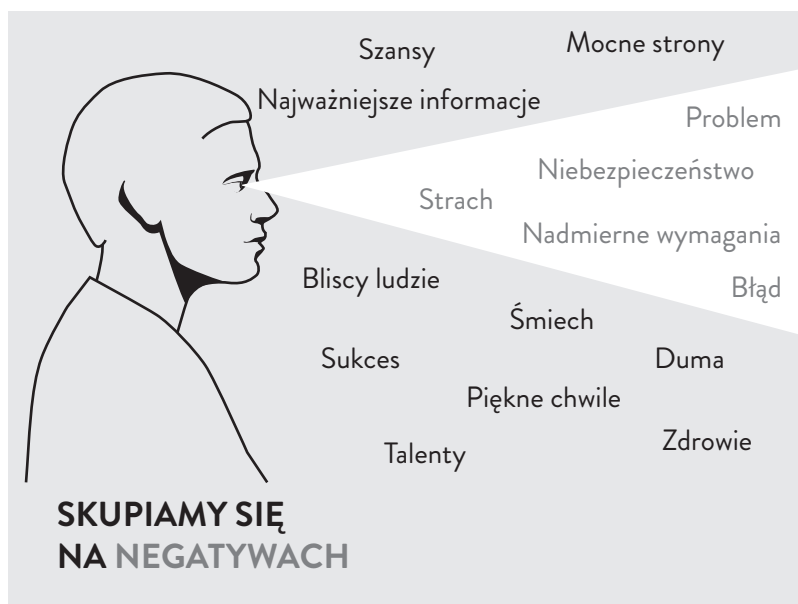 Szansy
Mocne strony
Najważniejsze informacje
Problem
Niebezpieczeństwo
Strach
Nadmierne wymagania
Bliscy ludzie
Błąd
Śmiech
Sukces
Duma
Piękne chwile
Talenty
Zdrowie
SKUPIAMY SIĘ
NA NEGATYWACH